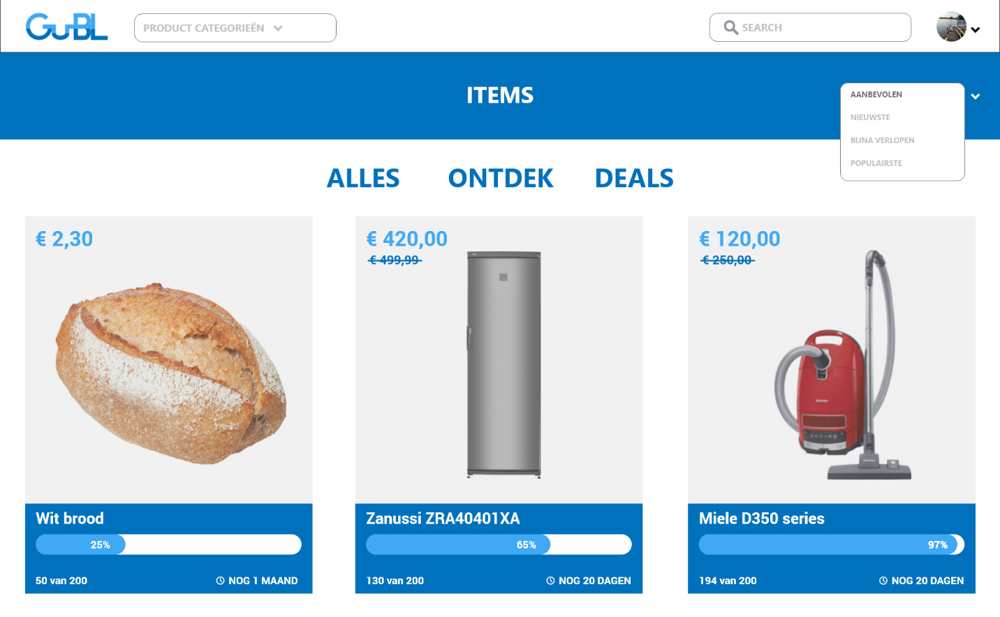 GuBL
PRODUCT CATEGORIEËN
SEARCH
ITEMS
AANBEVOLEN
NIEUWSTE
BIJNA VERLOPEN
POPULAIRSTE
ALLES ONTDEK DEALS
€ 2,30
€ 420,00
€ 499,99
€ 120,00
€ 250,00
Miele
Wit brood
25%
50 van 200 NOG 1 MAAND
Zanussi ZRA40401XA
65%
130 van 200 NOG 20 DAGEN
Miele D350 series
97%
194 van 200 NOG 20 DAGEN